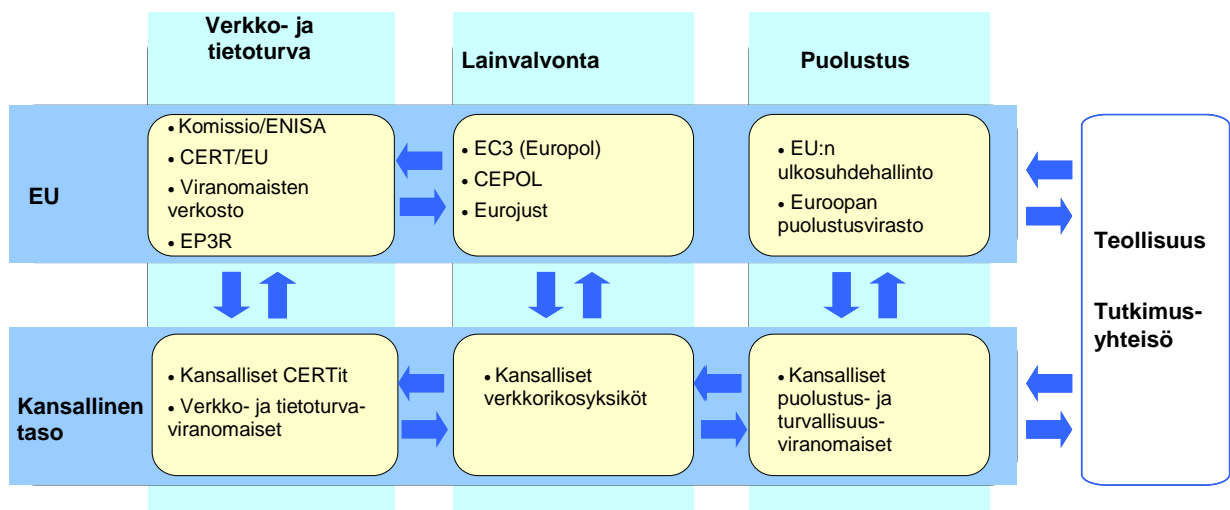 Verkko- ja
tietoturva
Lainvalvonta
Puolustus
EU
• Komissio/ENISA
• CERT/EU
• Viranomaisten
verkosto
• EP3R
• EC3 (Europol)
• CEPOL
• Eurojust
• EU:n
ulkosuhdehallinto
• Euroopan
puolustusvirasto
Teollisuus
Tutkimus-
yhteisö
Kansallinen
taso
• Kansalliset CERTit
• Verkko- ja tietoturva-
viranomaiset
• Kansalliset
verkkorikosyksiköt
• Kansalliset
puolustus- ja
turvallisuus-
viranomaiset